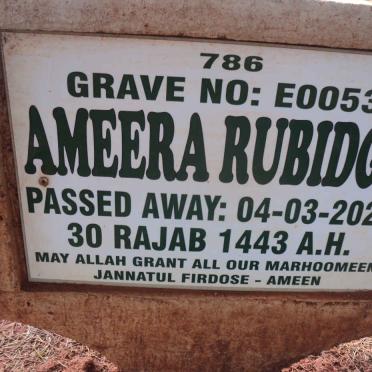 786
GRAVE NO: E0053
AMEERA RUBIDG
PASSED AWAY: 04-03-202
30 RAJAB 1443 A.H.
MAY ALLAH GRANT ALL OUR MARHOOMEEN
JANNATUL FIRDOSE - AMEEN